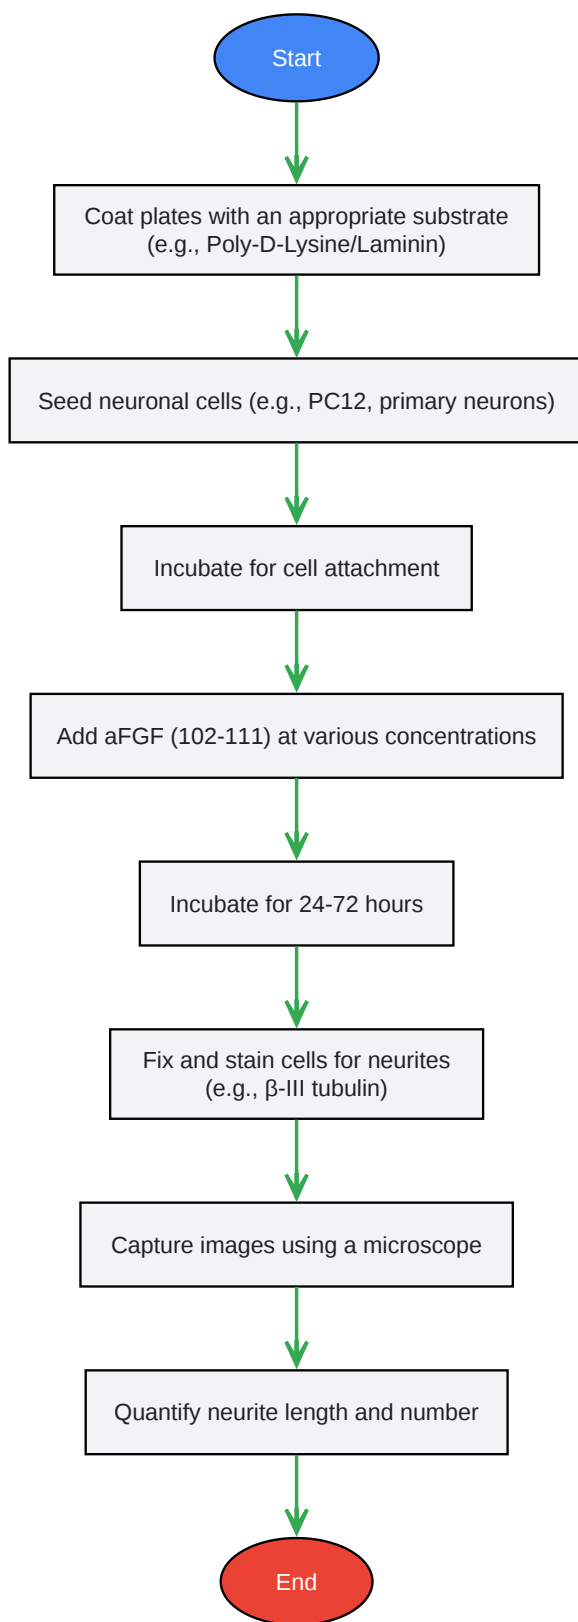 Start
Coat plates with an appropriate substrate
(e.g., Poly-D-Lysine/Laminin)
Seed neuronal cells (e.g., PC12, primary neurons)
Incubate for cell attachment
Add aFGF (102-111) at various concentrations
Incubate for 24-72 hours
Fix and stain cells for neurites
(e.g., β-III tubulin)
Capture images using a microscope
Quantify neurite length and number
End